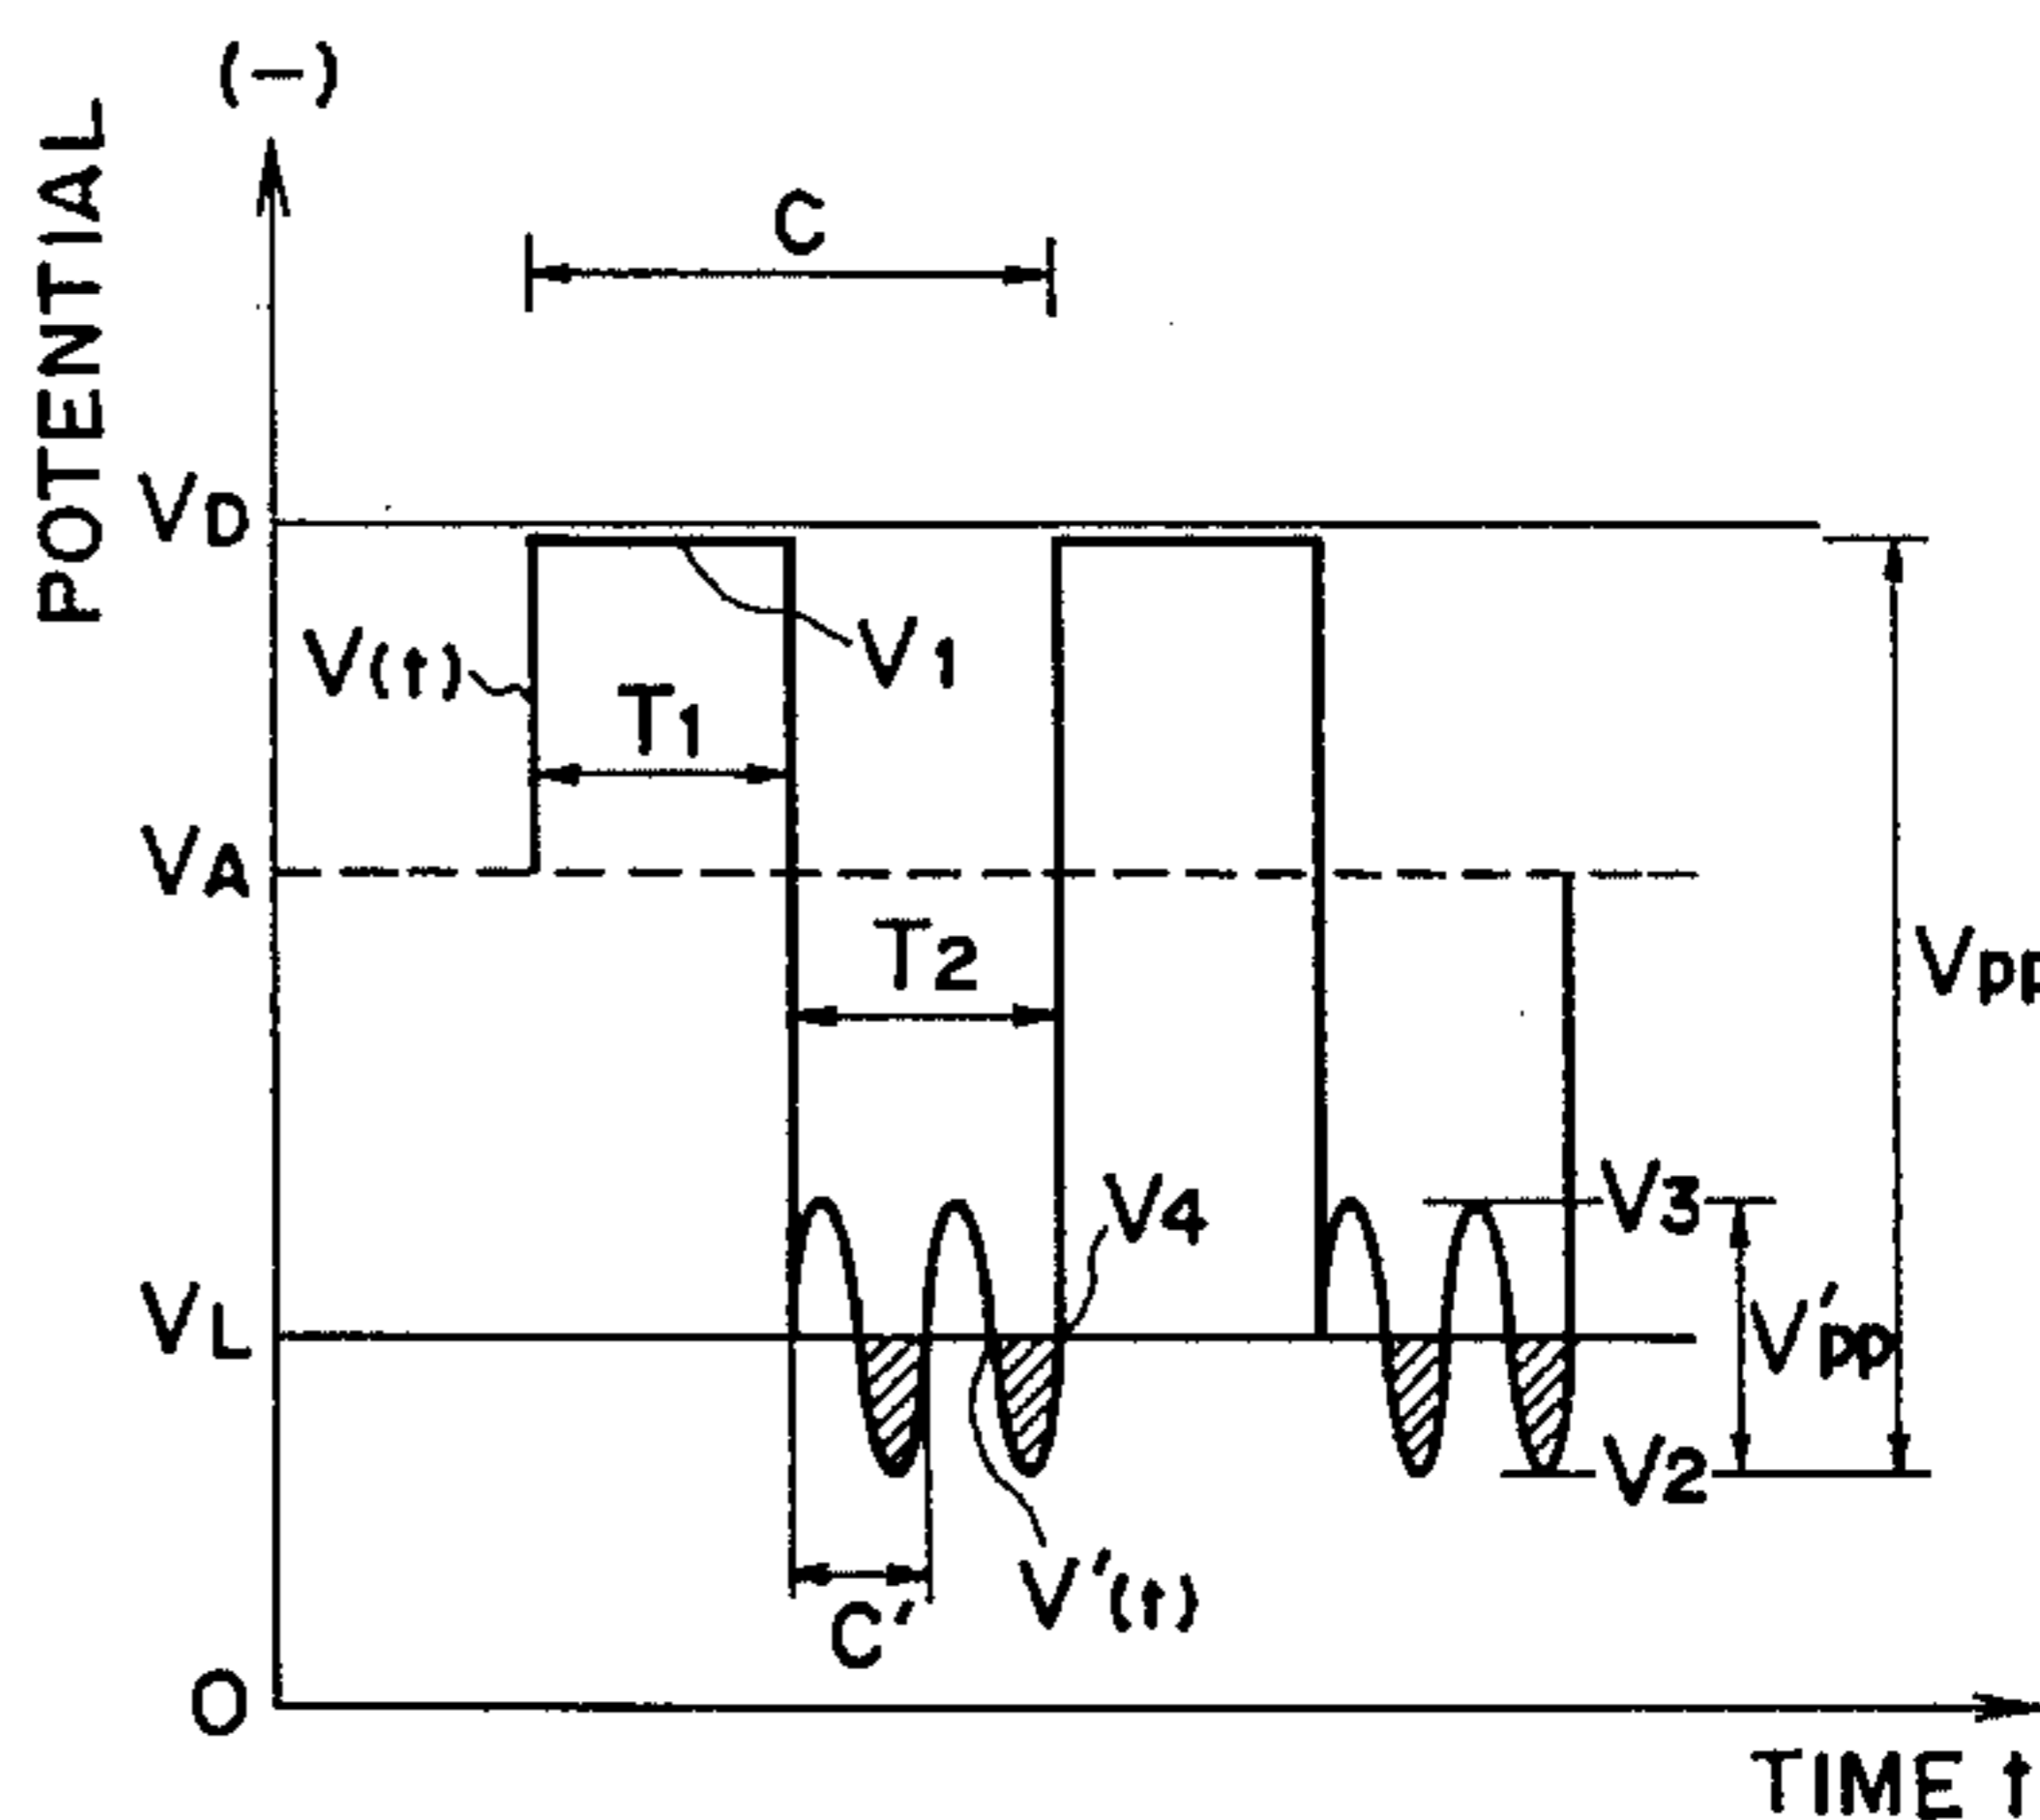 (-)
POTENTIAL
C
VD
V(t)
V1
T1
VA
T2
Vpp
V4
V3
VL
V'pp
V2
V'(t)
C'
O
TIME t